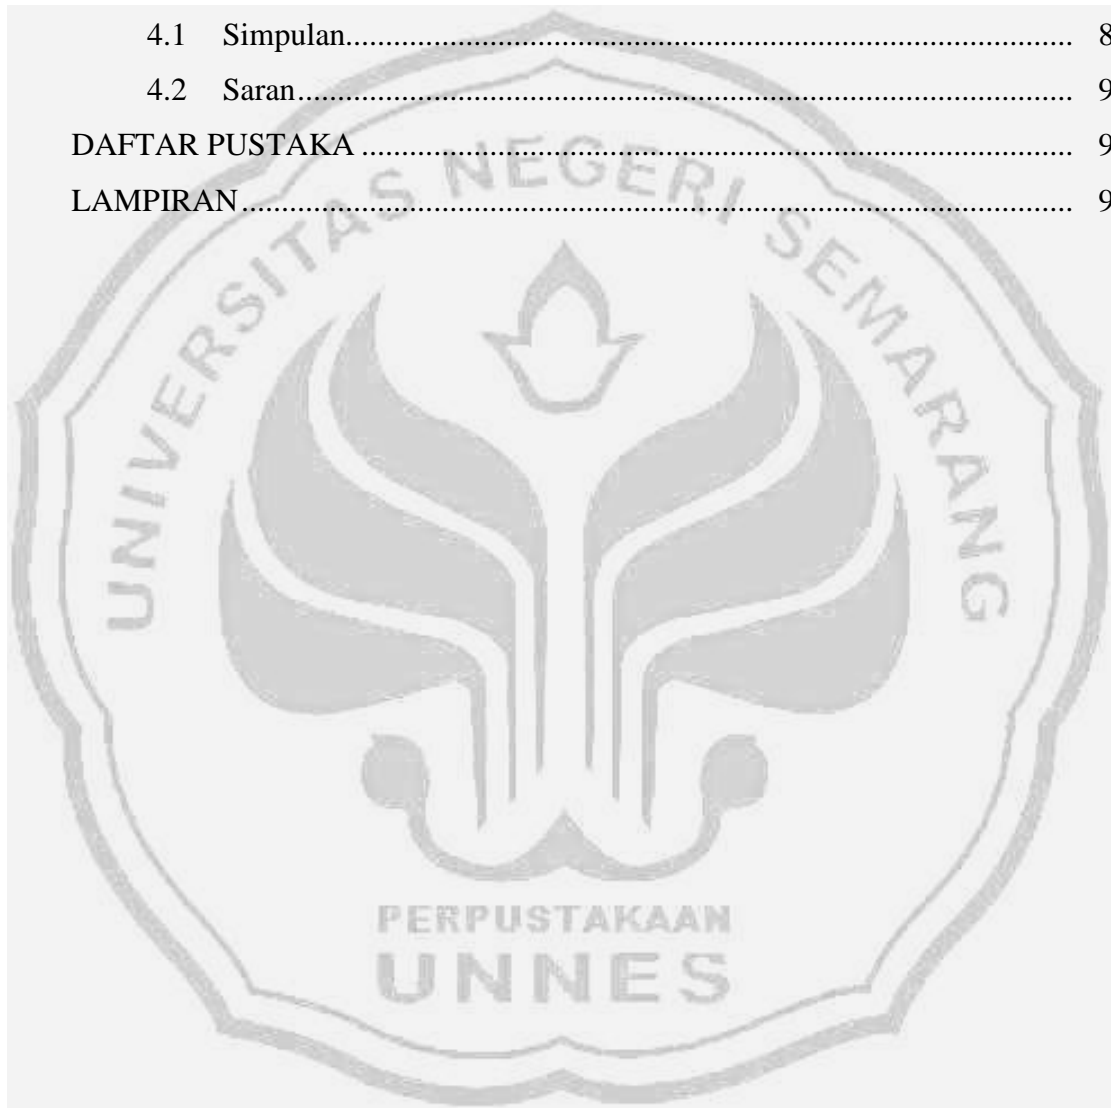 4.1 Simpulan........................................................................................... 8
4.2 Saran................................................................................................. 9
DAFTAR PUSTAKA ......................................................................................... 9
LAMPIRAN........................................................................................................ 9
UNIVERSITAS NEGERI SEMARANG
PERPUSTAKAAN
UNNES